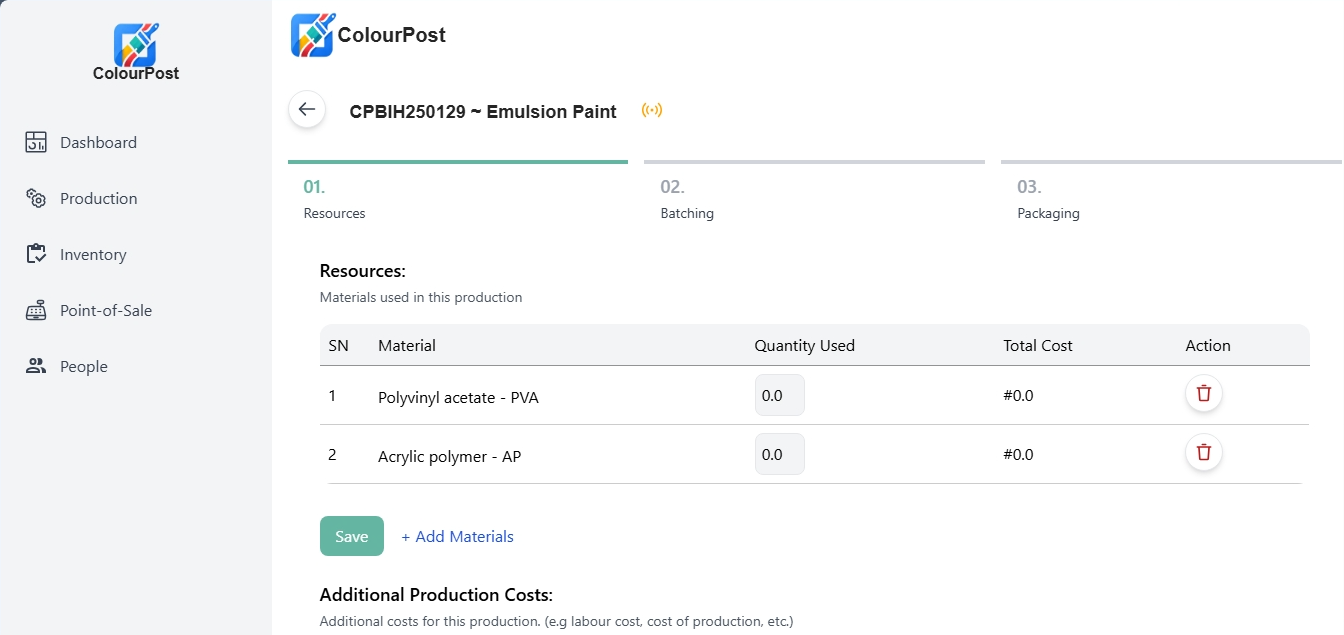 ColourPost
Dashboard
Production
Inventory
Point-of-Sale
People
ColourPost
CPBIH250129 ~ Emulsion Paint
01.
Resources
02.
Batching
03.
Packaging
Resources:
Materials used in this production
SN Material Quantity Used Total Cost Action
1 Polyvinyl acetate - PVA 0.0 #0.0
2 Acrylic polymer - AP 0.0 #0.0
Save + Add Materials
Additional Production Costs:
Additional costs for this production. (e.g labour cost, cost of production, etc.)